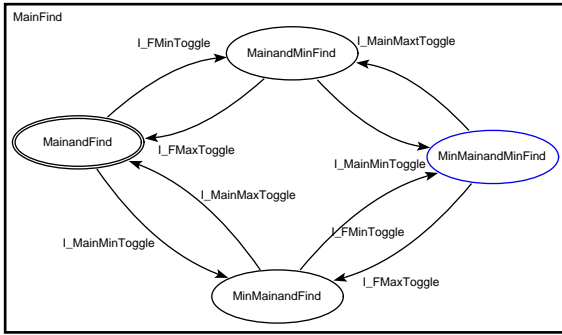 MainFind
I_FMinToggle
I_MainMaxtToggle
MainandMinFind
MainandFind
I_FMaxToggle
I_MainMinToggle
MinMainandMinFind
I_MainMaxToggle
I_FMinToggle
I_MainMinToggle
I_FMaxToggle
MinMainandFind